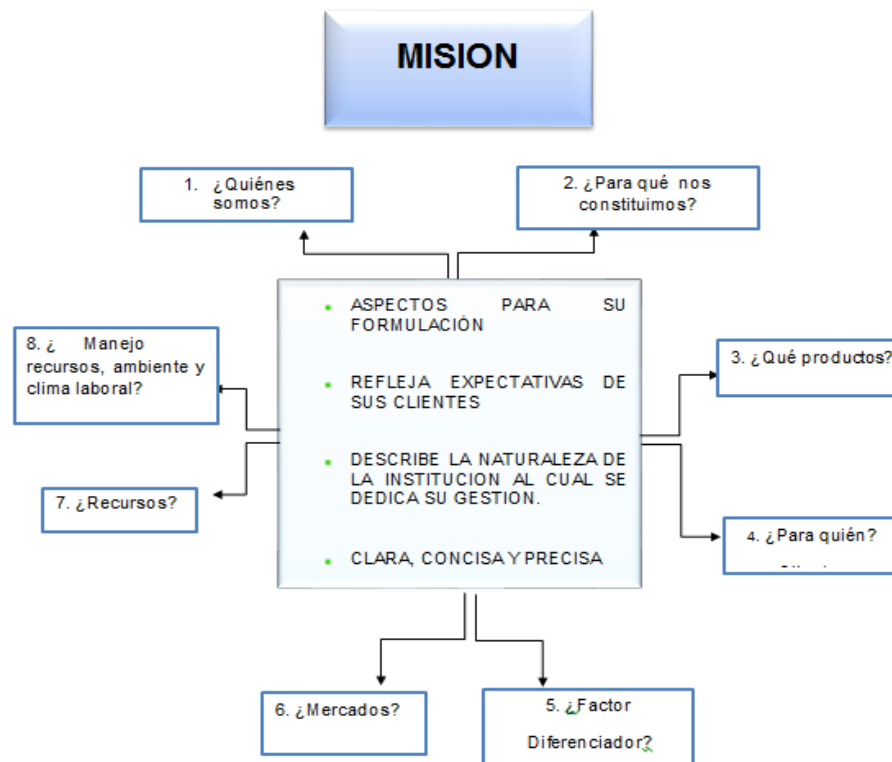 MISION
1. ¿Quiénes
somos?
2. ¿Para qué nos
constituimos?
▪ ASPECTOS PARA SU
FORMULACIÓN
▪ REFLEJA EXPECTATIVAS DE
SUS CLIENTES
▪ DESCRIBE LA NATURALEZA DE
LA INSTITUCION AL CUAL SE
DEDICA SU GESTION.
▪ CLARA, CONCISA Y PRECISA
8. ¿ Manejo
recursos, ambiente y
clima laboral?
3. ¿Qué productos?
7. ¿Recursos?
4. ¿Para quién?
6. ¿Mercados?
5. ¿Factor
Diferenciador?